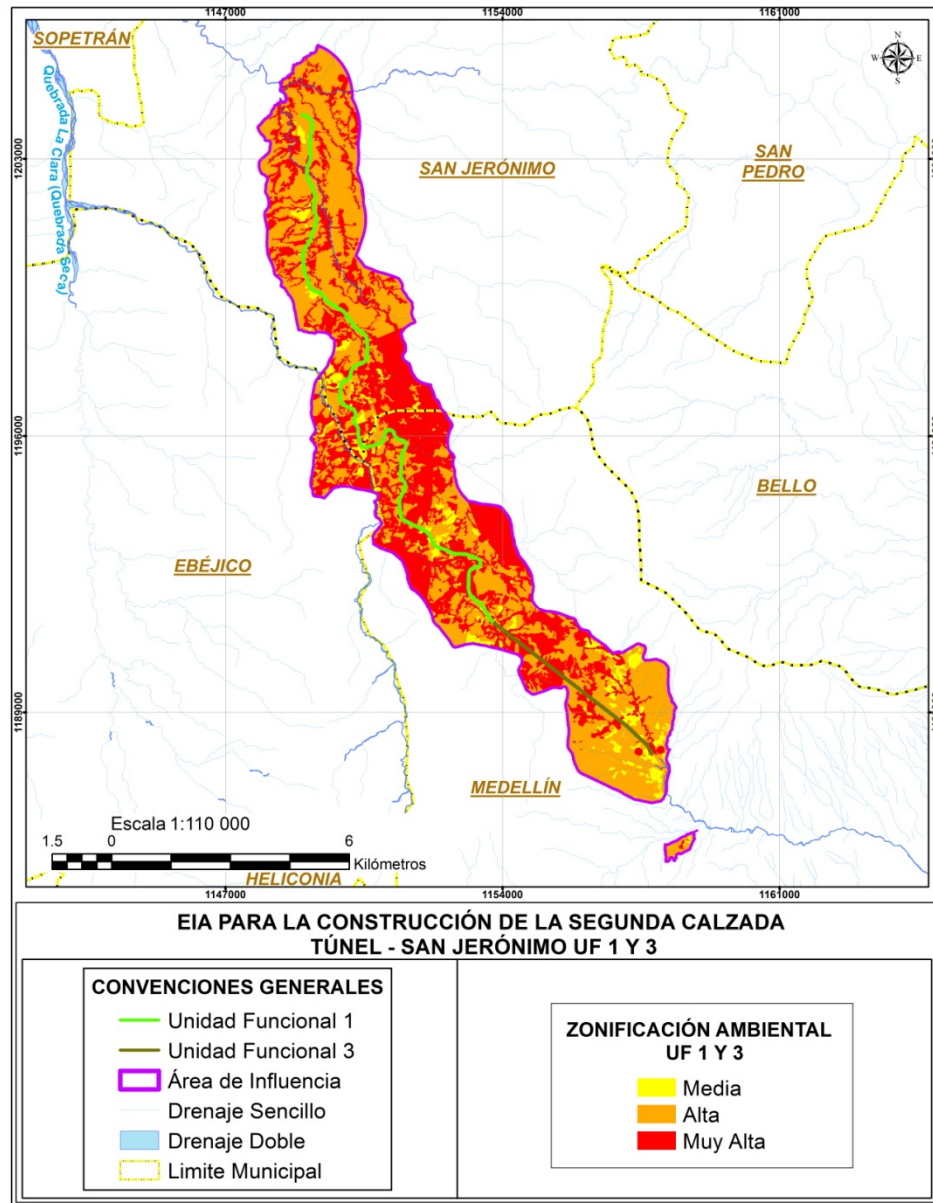 1147000
1154000
1161000
SOPETRÁN
N
W
E
S
Quebrada La Clara (Quebrada Seca)
1203000
SAN JERÓNIMO
SAN
PEDRO
1196000
BELLO
EBÉJICO
1189000
MEDELLÍN
Escala 1:110 000
1.5
0
6
Kilómetros
HELICONIA
1147000
1154000
1161000
EIA PARA LA CONSTRUCCIÓN DE LA SEGUNDA CALZADA
TÚNEL - SAN JERÓNIMO UF 1 Y 3
CONVENCIONES GENERALES
Unidad Funcional 1
Unidad Funcional 3
Área de Influencia
Drenaje Sencillo
Drenaje Doble
Limite Municipal
ZONIFICACIÓN AMBIENTAL
UF 1 Y 3
Media
Alta
Muy Alta